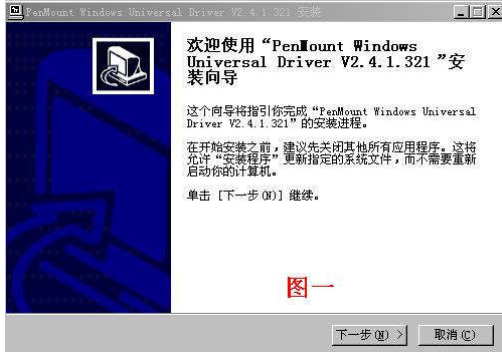 PenMount Windows Universal Driver V2.4.1.321 安装
欢迎使用“PenMount Windows
Universal Driver V2.4.1.321”安
装向导
这个向导将指引你完成“PenMount Windows Universal
Driver V2.4.1.321”的安装进程。
在开始安装之前，建议先关闭其他所有应用程序。这将
允许“安装程序”更新指定的系统文件，而不需要重新
启动你的计算机。
单击 [下一步(N)] 继续。
图一
下一步(N) >
取消(C)